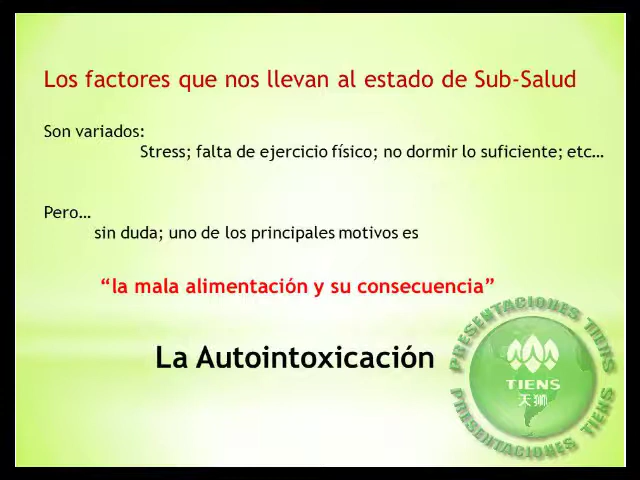 Los factores que nos llevan al estado de Sub-Salud
Son variados:
Stress; falta de ejercicio físico; no dormir lo suficiente; etc…
Pero…
sin duda; uno de los principales motivos es
“la mala alimentación y su consecuencia”
La Autointoxicación
PRESENTACIONES TIENS
TIENS
天狮
PRESENTACIONES TIENS